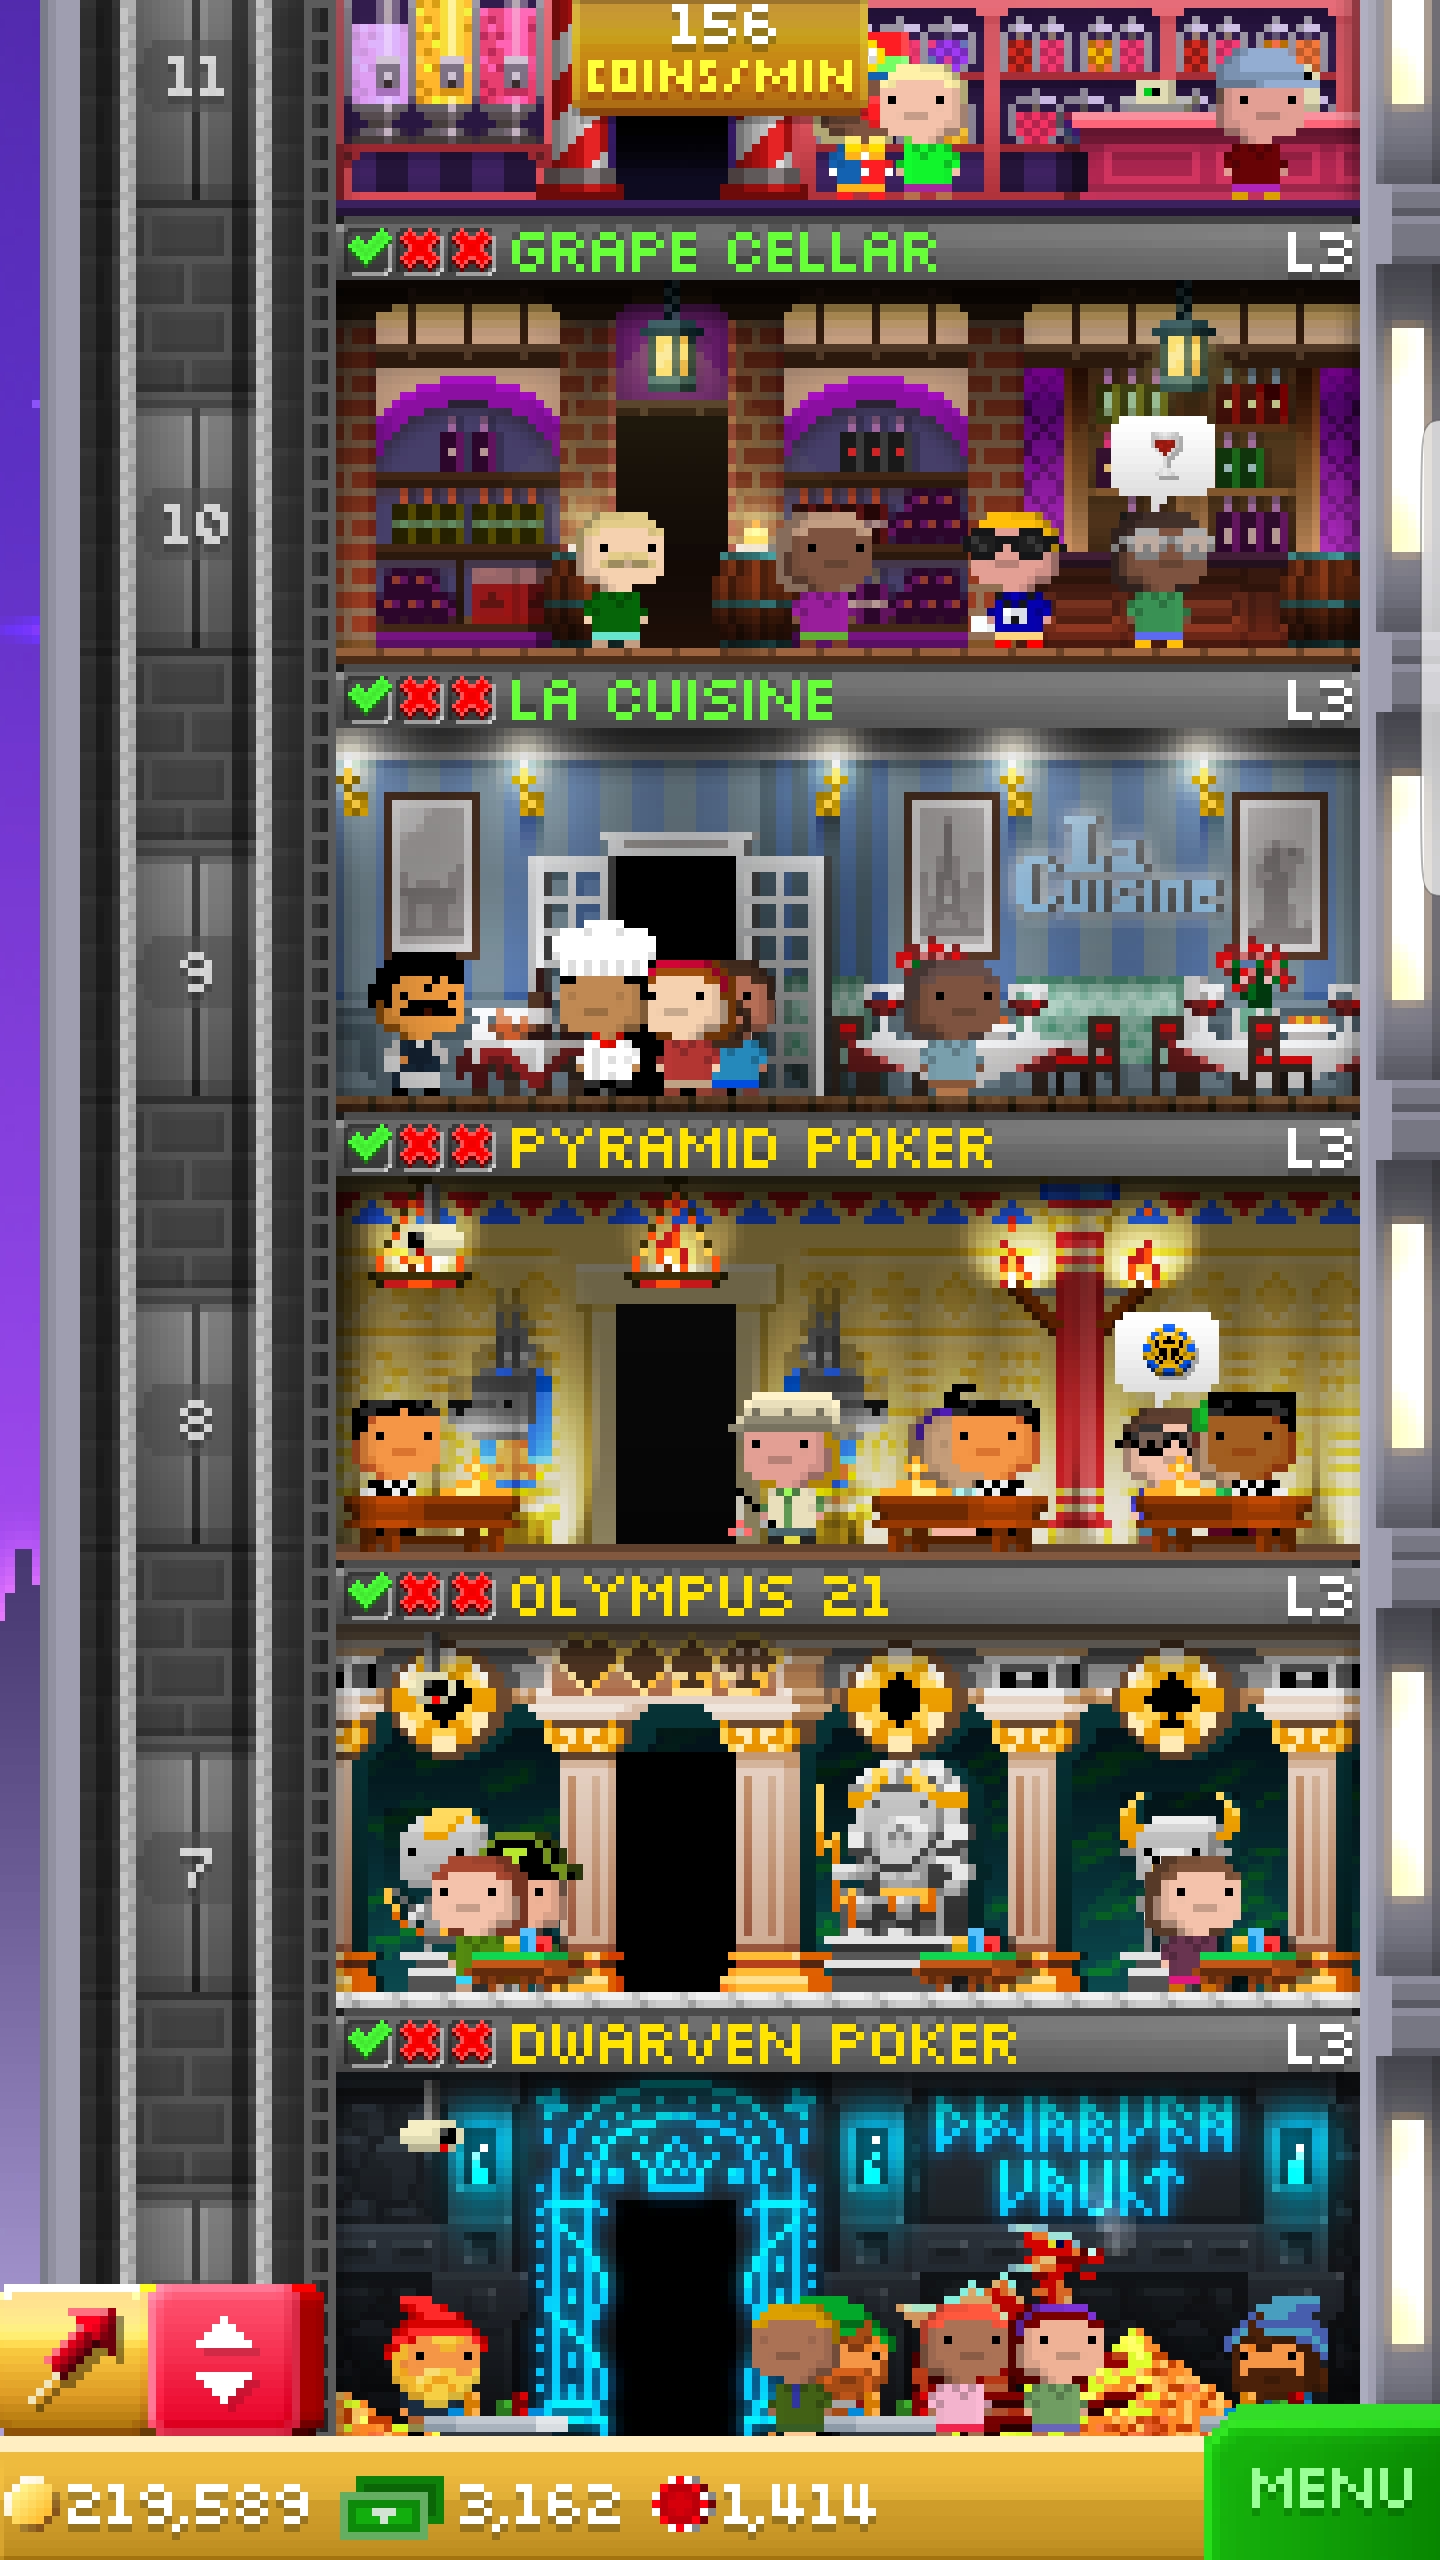 156
COINS/MIN
11
GRAPE CELLAR L3
10
LA CUISINE L3
La
Cuisine
9
PYRAMID POKER L3
8
OLYMPUS 21 L3
7
DWARVEN POKER L3
DWARVEN
VAULT
219,589 3,162 1,414
MENU